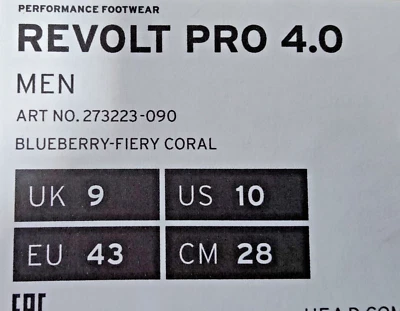 PERFORMANCE FOOTWEAR
REVOLT PRO 4.0
MEN
ART NO. 273223-090
BLUEBERRY-FIERY CORAL
UK 9 US 10
EU 43 CM 28
EAC